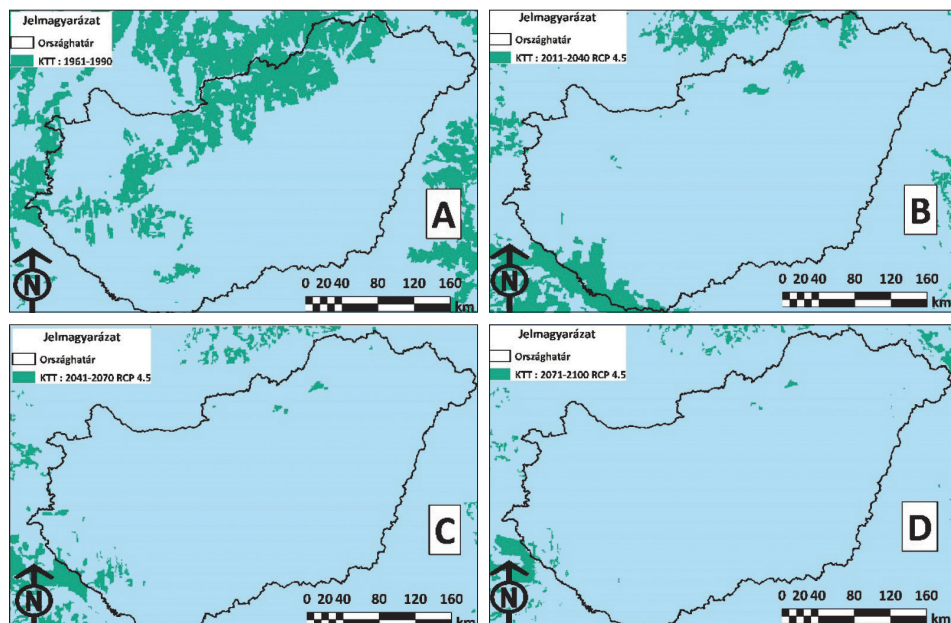 Jelmagyarázat
Országhatár
KTT : 1961-1990
A
N
0 20 40 80 120 160
km
Jelmagyarázat
Országhatár
KTT : 2011-2040 RCP 4.5
B
N
0 20 40 80 120 160
km
Jelmagyarázat
Országhatár
KTT : 2041-2070 RCP 4.5
C
N
0 20 40 80 120 160
km
Jelmagyarázat
Országhatár
KTT : 2071-2100 RCP 4.5
D
N
0 20 40 80 120 160
km